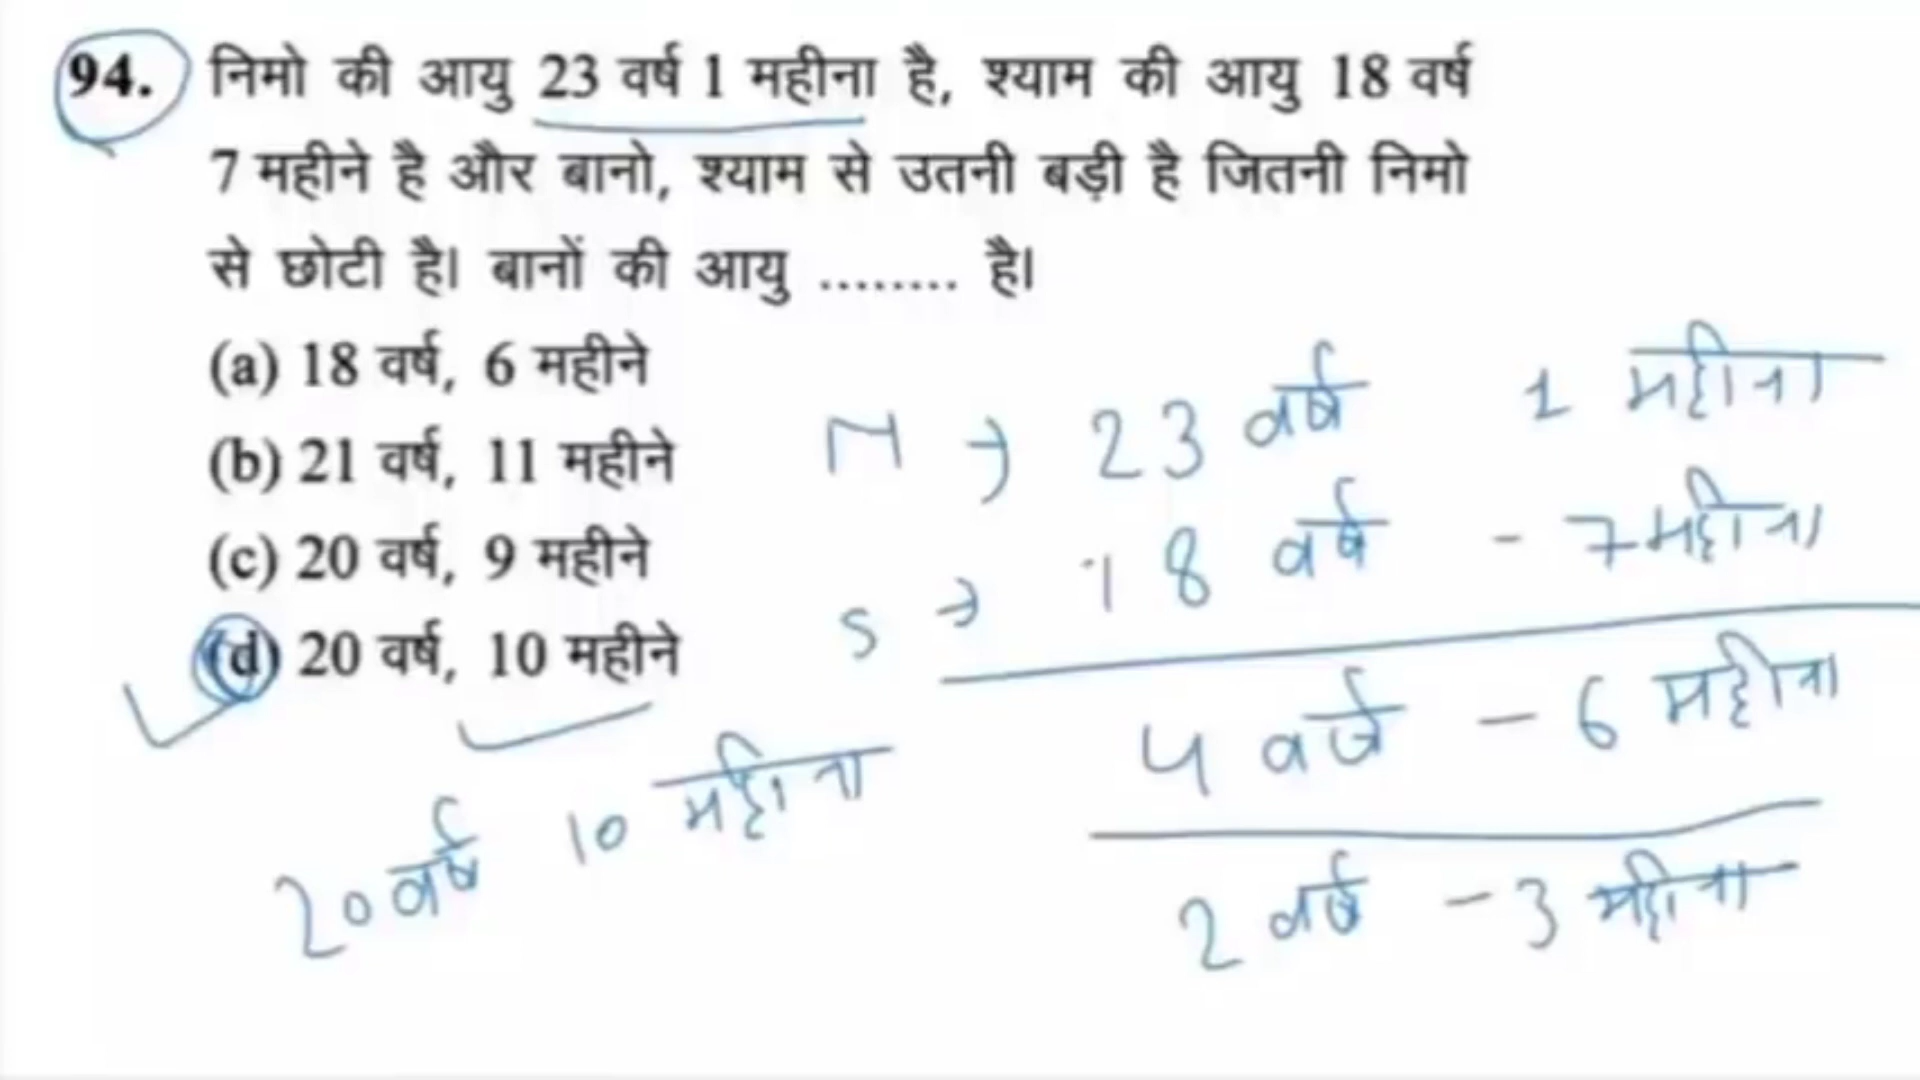 94. निमो की आयु 23 वर्ष 1 महीना है, श्याम की आयु 18 वर्ष
7 महीने है और बानो, श्याम से उतनी बड़ी है जितनी निमो
से छोटी है। बानों की आयु ........ है।
(a) 18 वर्ष, 6 महीने
(b) 21 वर्ष, 11 महीने
(c) 20 वर्ष, 9 महीने
(d) 20 वर्ष, 10 महीने
N → 23 वर्ष 1 महीना
S → 18 वर्ष - 7 महीना
4 वर्ष - 6 महीना
2 वर्ष - 3 महीना
20 वर्ष 10 महीना